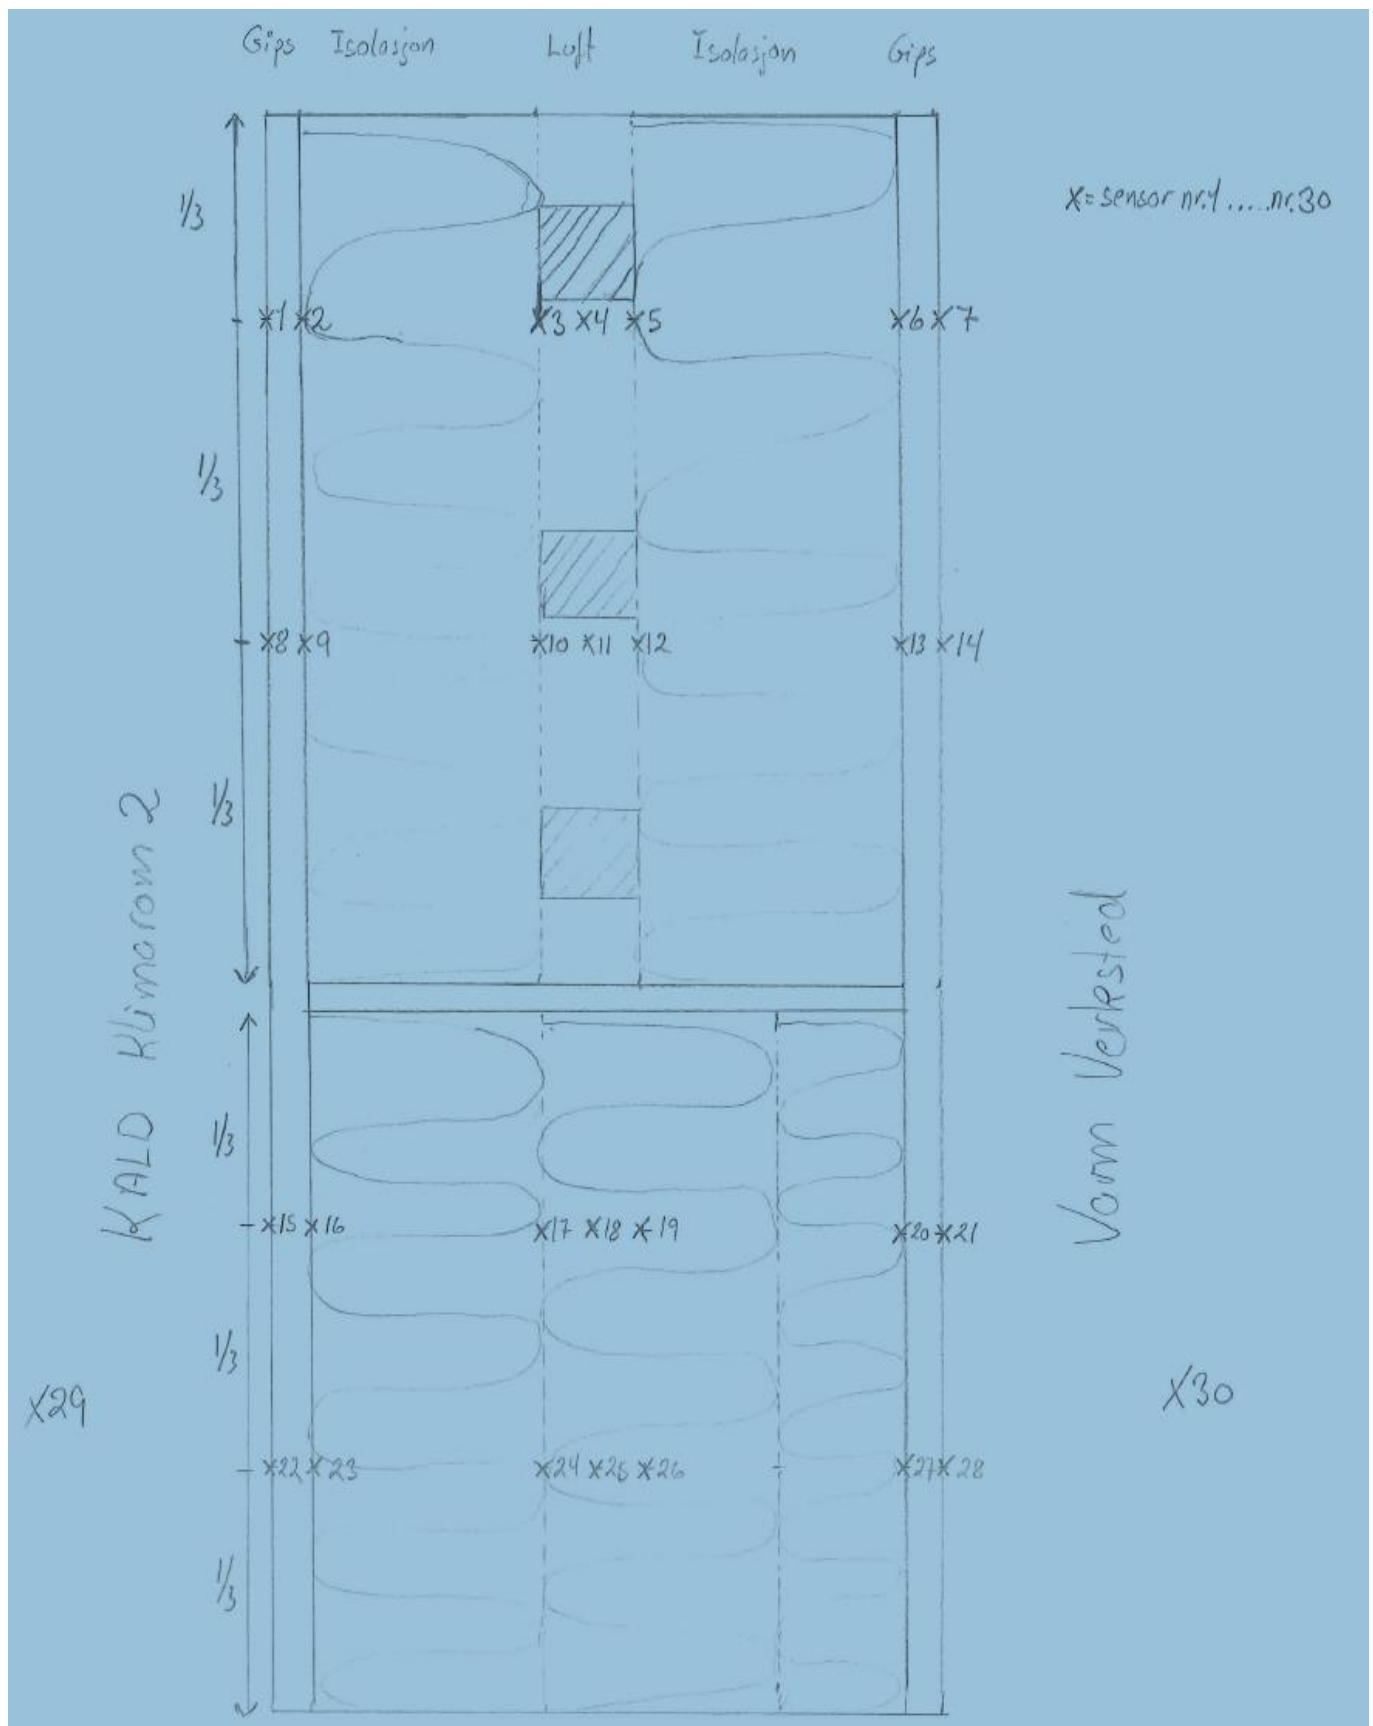 Gips Isolasjon Luft Isolasjon Gips
1/3
X=sensor nr.1.....nr.30
X1 X2 X3 X4 X5 X6 X7
1/3
X8 X9 X10 X11 X12 X13 X14
1/3
KALD Klimarom 2
Varm Verksted
1/3
X15 X16 X17 X18 X19 X20 X21
1/3
X29
X30
X22 X23 X24 X25 X26 X27 X28
1/3